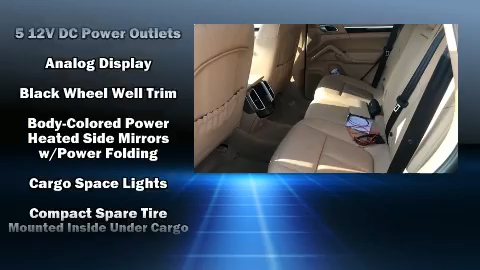 5 12V DC Power Outlets
Analog Display
Black Wheel Well Trim
Body-Colored Power
Heated Side Mirrors
w/Power Folding
Cargo Space Lights
Compact Spare Tire
Mounted Inside Under Cargo